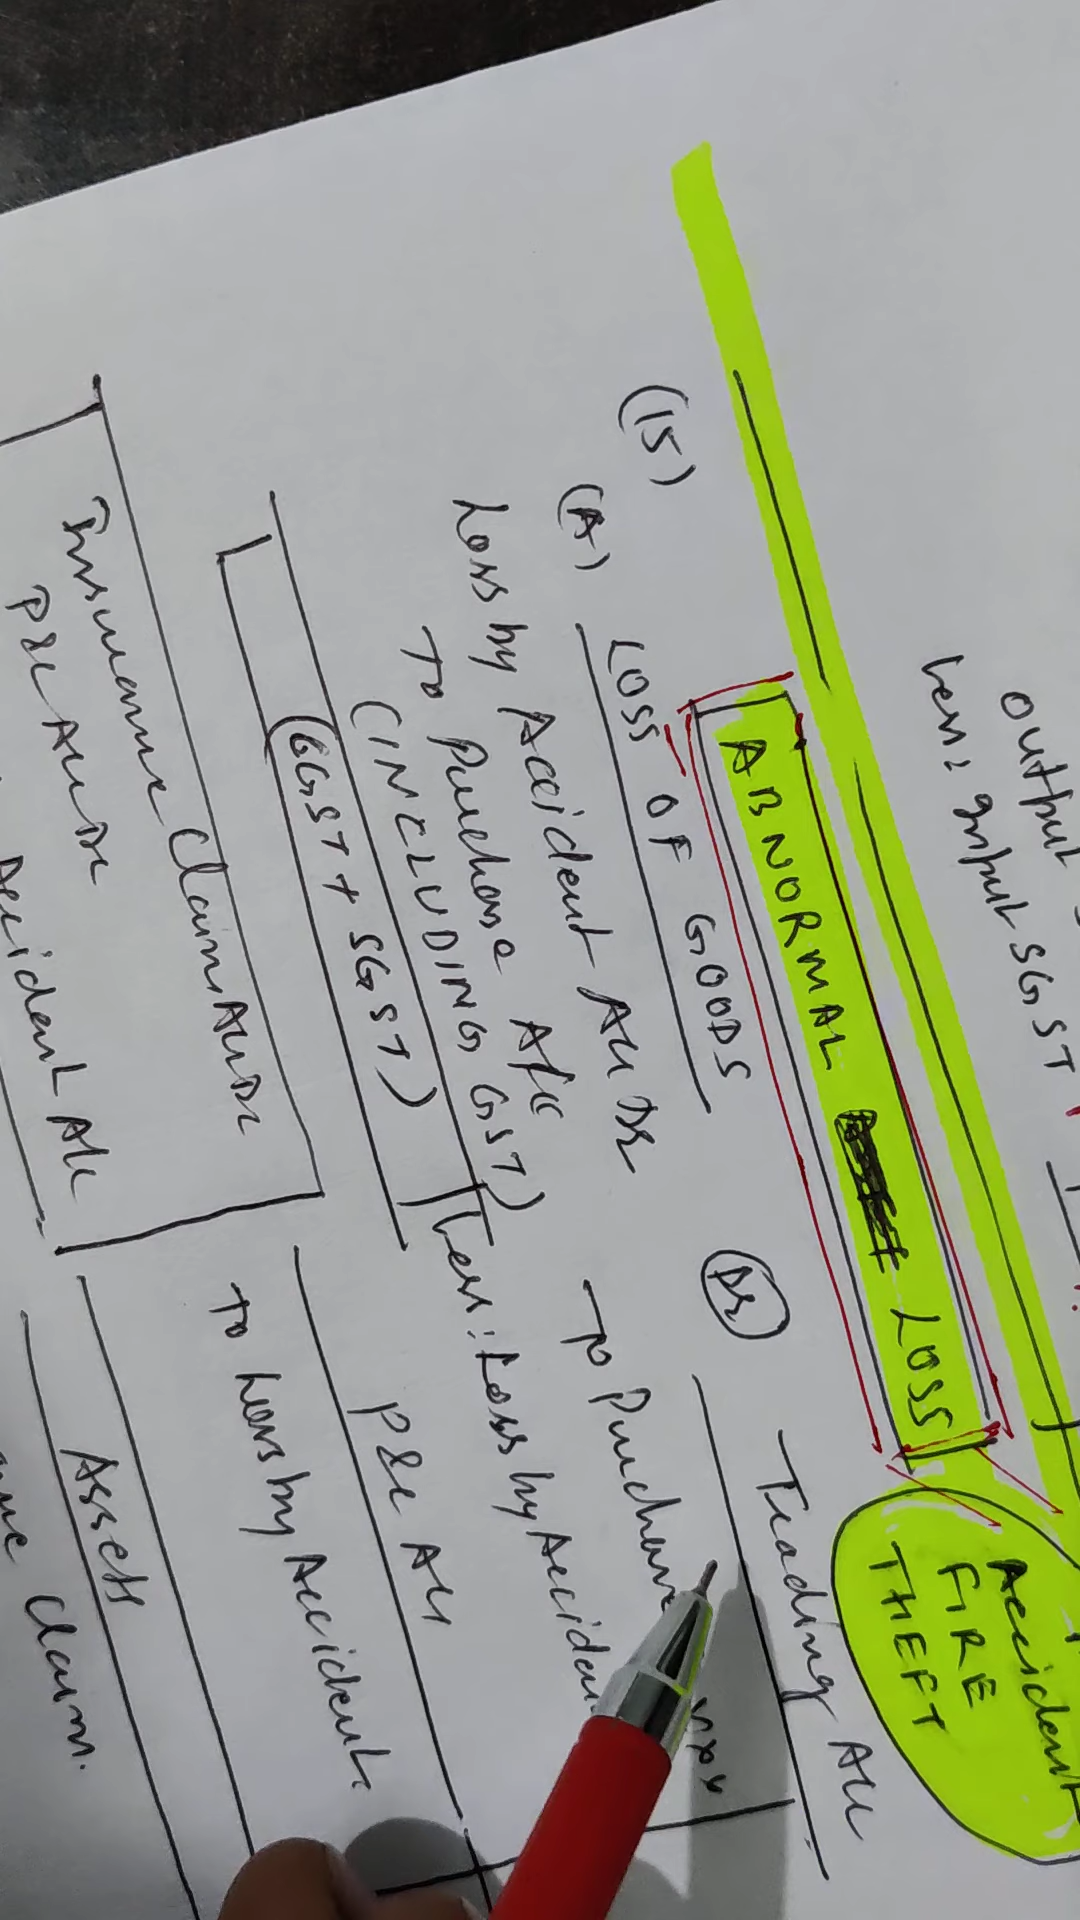 Output
Less: Input SGST
(15) ABNORMAL LOSS
Accident
FIRE
THEFT
(A) LOSS OF GOODS
Loss by Accident A/c Dr
To Purchase A/c
(INCLUDING GST)
(CGST + SGST)
Insurance Claim A/c Dr
P&L A/c Dr
Accident A/c
Dr Trading A/c
To Purchase xxx
Less: Loss by Accident
P&L A/c
To Loss by Accident
Assets
Claim.